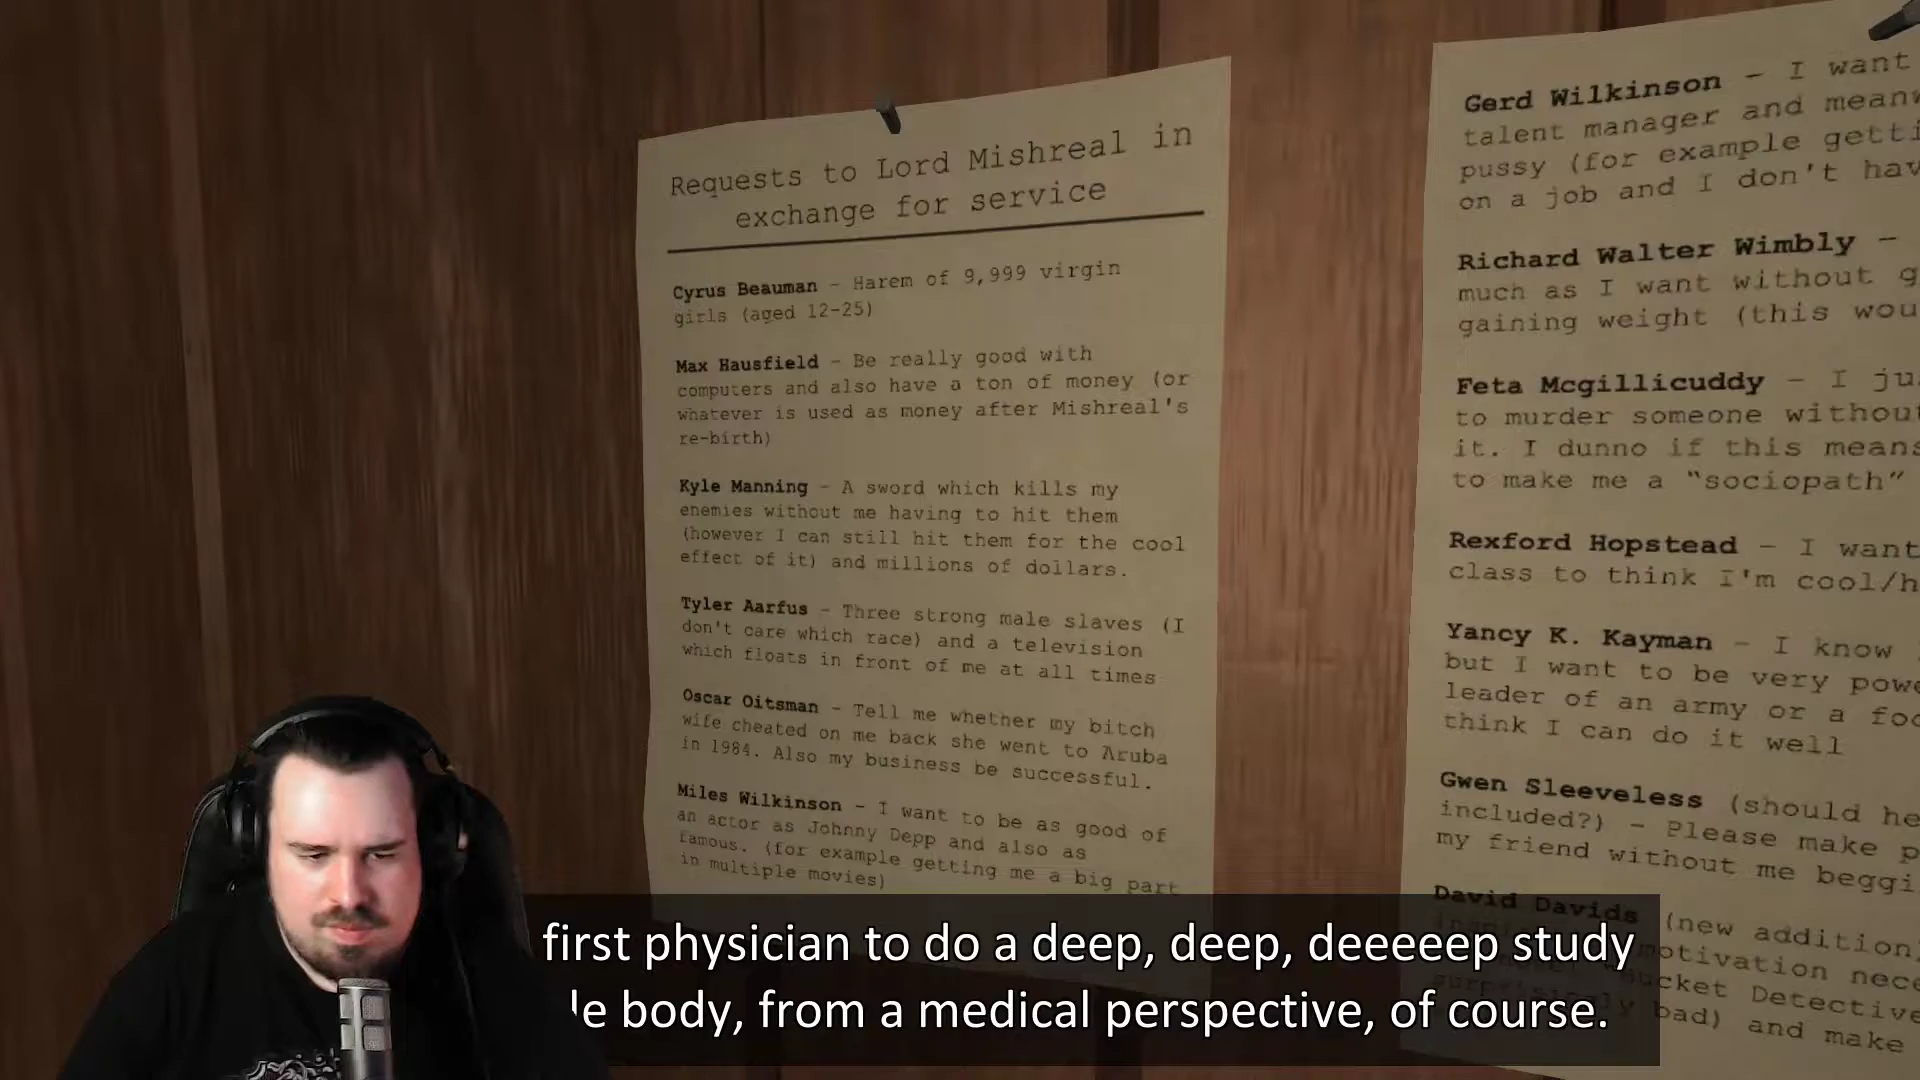 Requests to Lord Mishreal in
exchange for service
Cyrus Beauman - Harem of 9,999 virgin
girls (aged 12-25)
Max Hausfield - Be really good with
computers and also have a ton of money (or
whatever is used as money after Mishreal's
re-birth)
Kyle Manning - A sword which kills my
enemies without me having to hit them
(however I can still hit them for the cool
effect of it) and millions of dollars.
Tyler Aarfus - Three strong male slaves (I
don't care which race) and a television
which floats in front of me at all times
Oscar Oitsman - Tell me whether my bitch
wife cheated on me back she went to Aruba
in 1984. Also my business be successful.
Miles Wilkinson - I want to be as good of
an actor as Johnny Depp and also as
famous. (for example getting me a big part
in multiple movies)
Gerd Wilkinson - I want
talent manager and
pussy (for example
on a job and I don't
Richard Walter Wimbly -
much as I want without
gaining weight (this
Feta Mcgillicuddy - I
to murder someone
it. I dunno if this means
to make me a "sociopath"
Rexford Hopstead - I want
class to think I'm
Yancy K. Kayman - I know
but I want to be very
leader of an army or a
think I can do it well
Gwen Sleeveless (should
included?) - Please make
my friend without me
David Davids (new addition,
Detective
bad) and make
first physician to do a deep, deep, deeeeep study
body, from a medical perspective, of course.